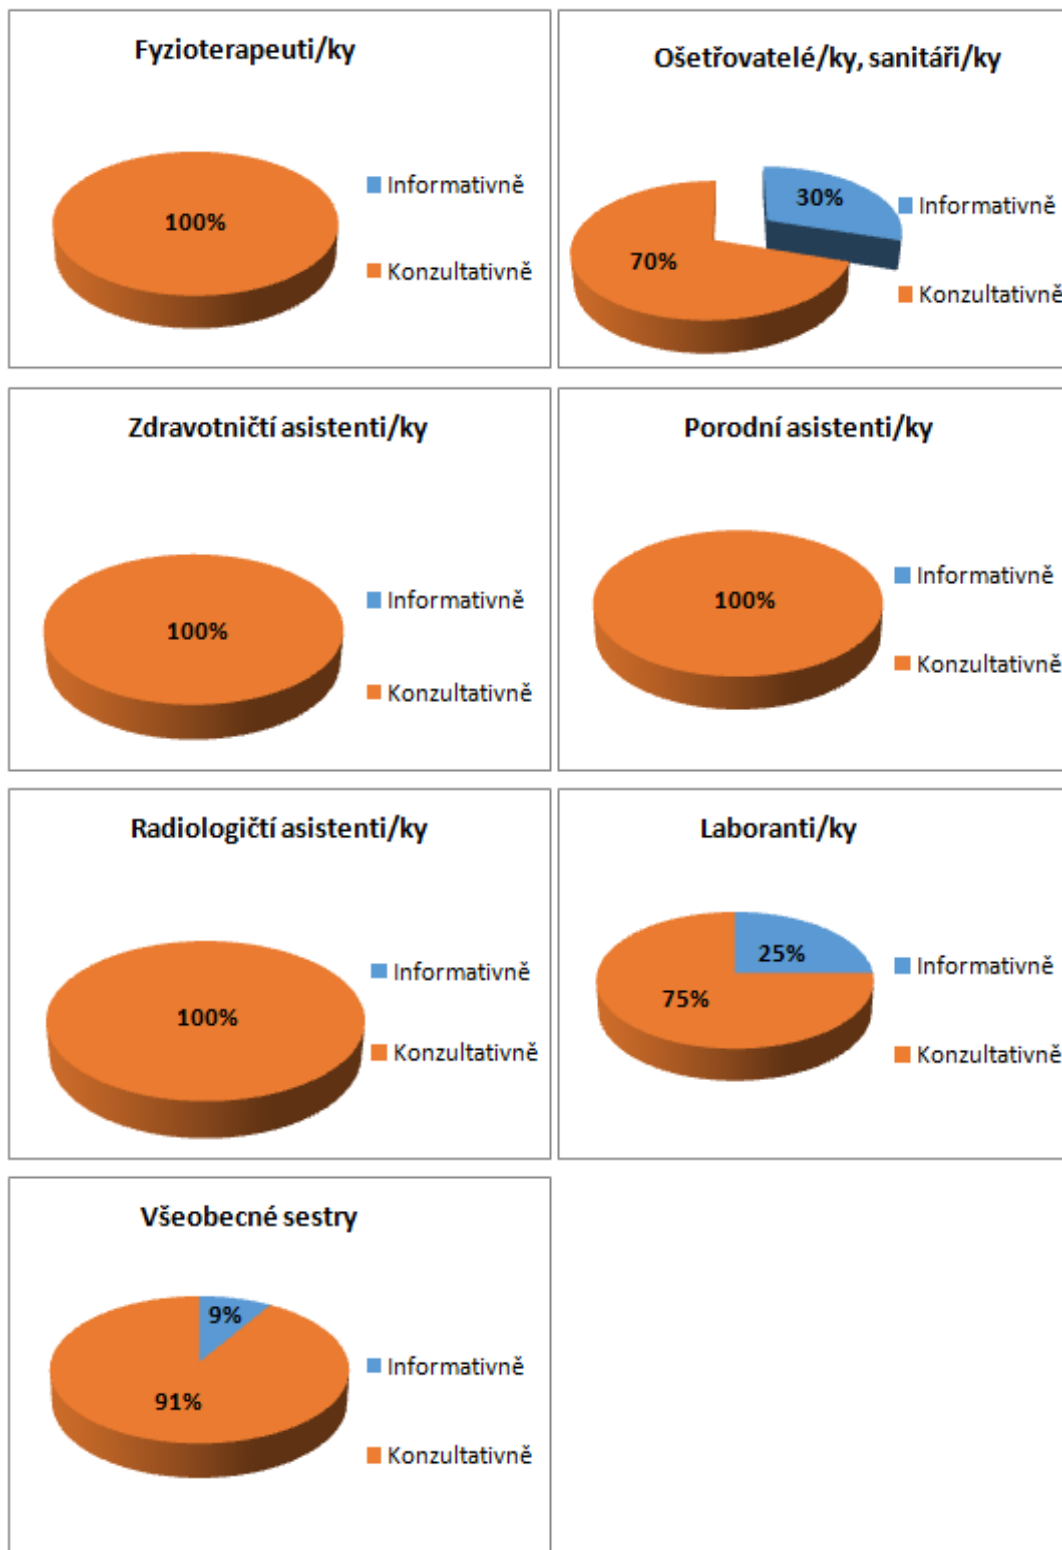 Fyzioterapeuti/ky
100%
Informativně
Konzultativně
Ošetřovatelé/ky, sanitáři/ky
30%
70%
Informativně
Konzultativně
Zdravotničtí asistenti/ky
100%
Informativně
Konzultativně
Porodní asistenti/ky
100%
Informativně
Konzultativně
Radiologičtí asistenti/ky
100%
Informativně
Konzultativně
Laboranti/ky
25%
75%
Informativně
Konzultativně
Všeobecné sestry
9%
91%
Informativně
Konzultativně